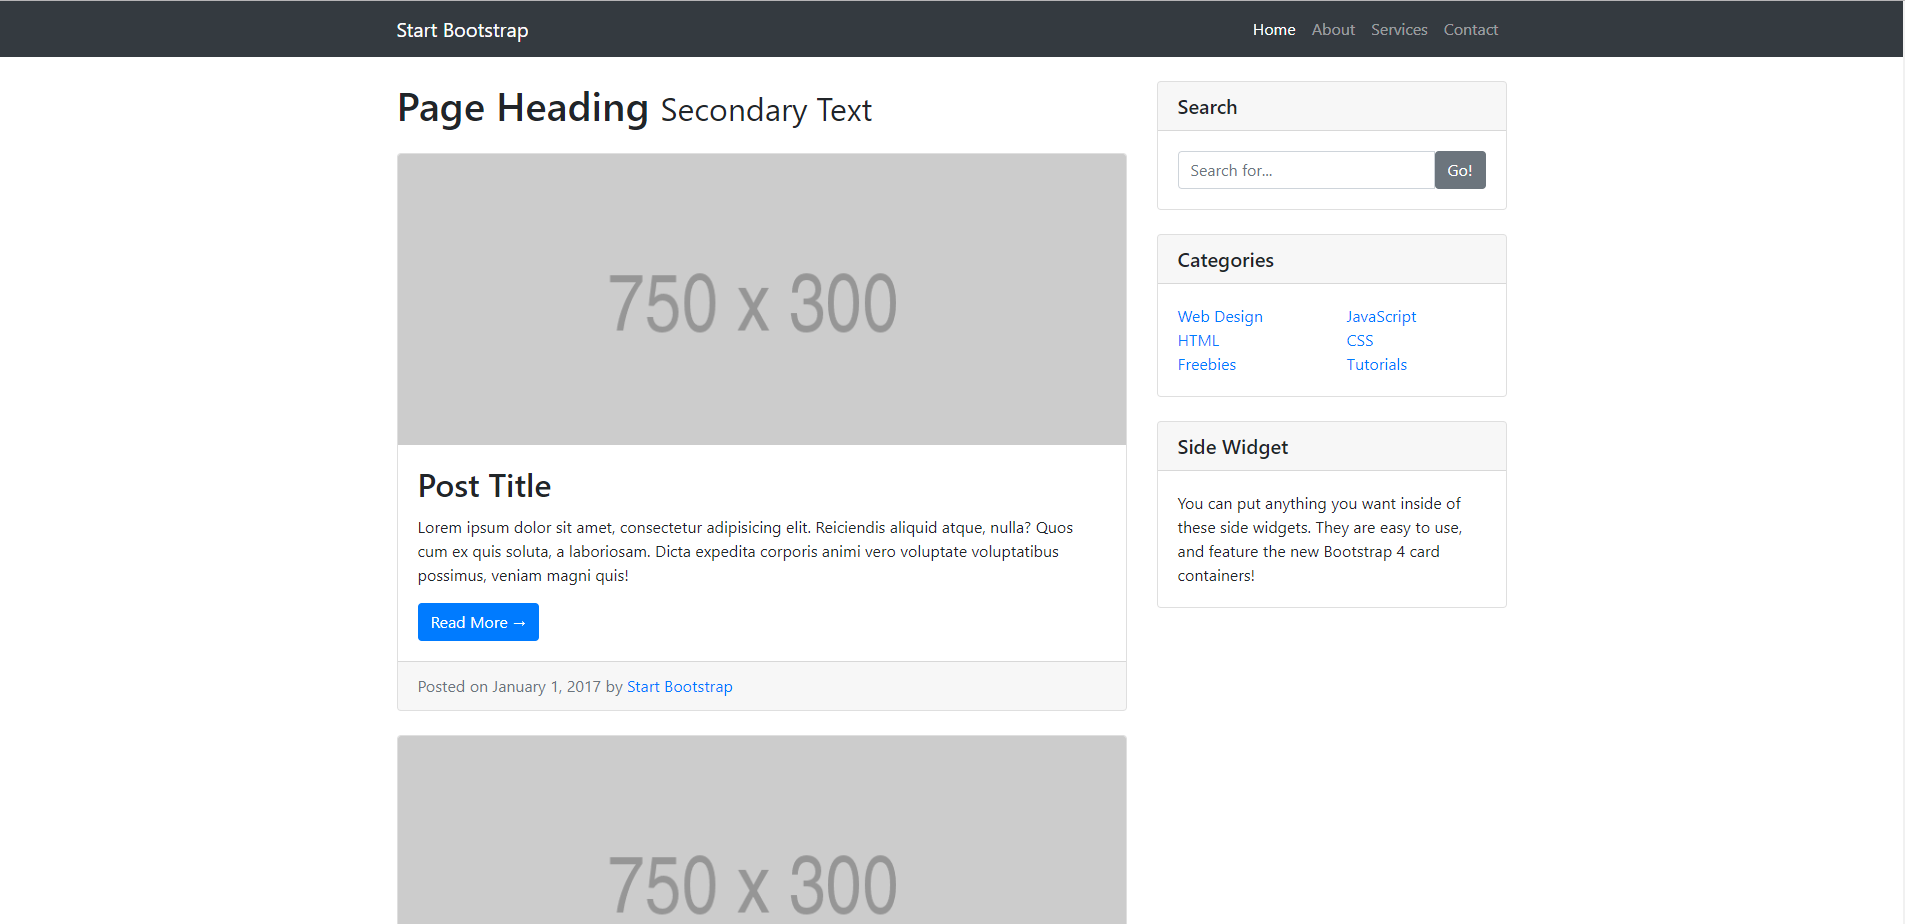 Start Bootstrap
Home About Services Contact
Page Heading Secondary Text
750 x 300
Post Title
Lorem ipsum dolor sit amet, consectetur adipisicing elit. Reiciendis aliquid atque, nulla? Quos
cum ex quis soluta, a laboriosam. Dicta expedita corporis animi vero voluptate voluptatibus
possimus, veniam magni quis!
Read More →
Posted on January 1, 2017 by Start Bootstrap
750 x 300
Search
Search for...
Go!
Categories
Web Design
HTML
Freebies
JavaScript
CSS
Tutorials
Side Widget
You can put anything you want inside of
these side widgets. They are easy to use,
and feature the new Bootstrap 4 card
containers!